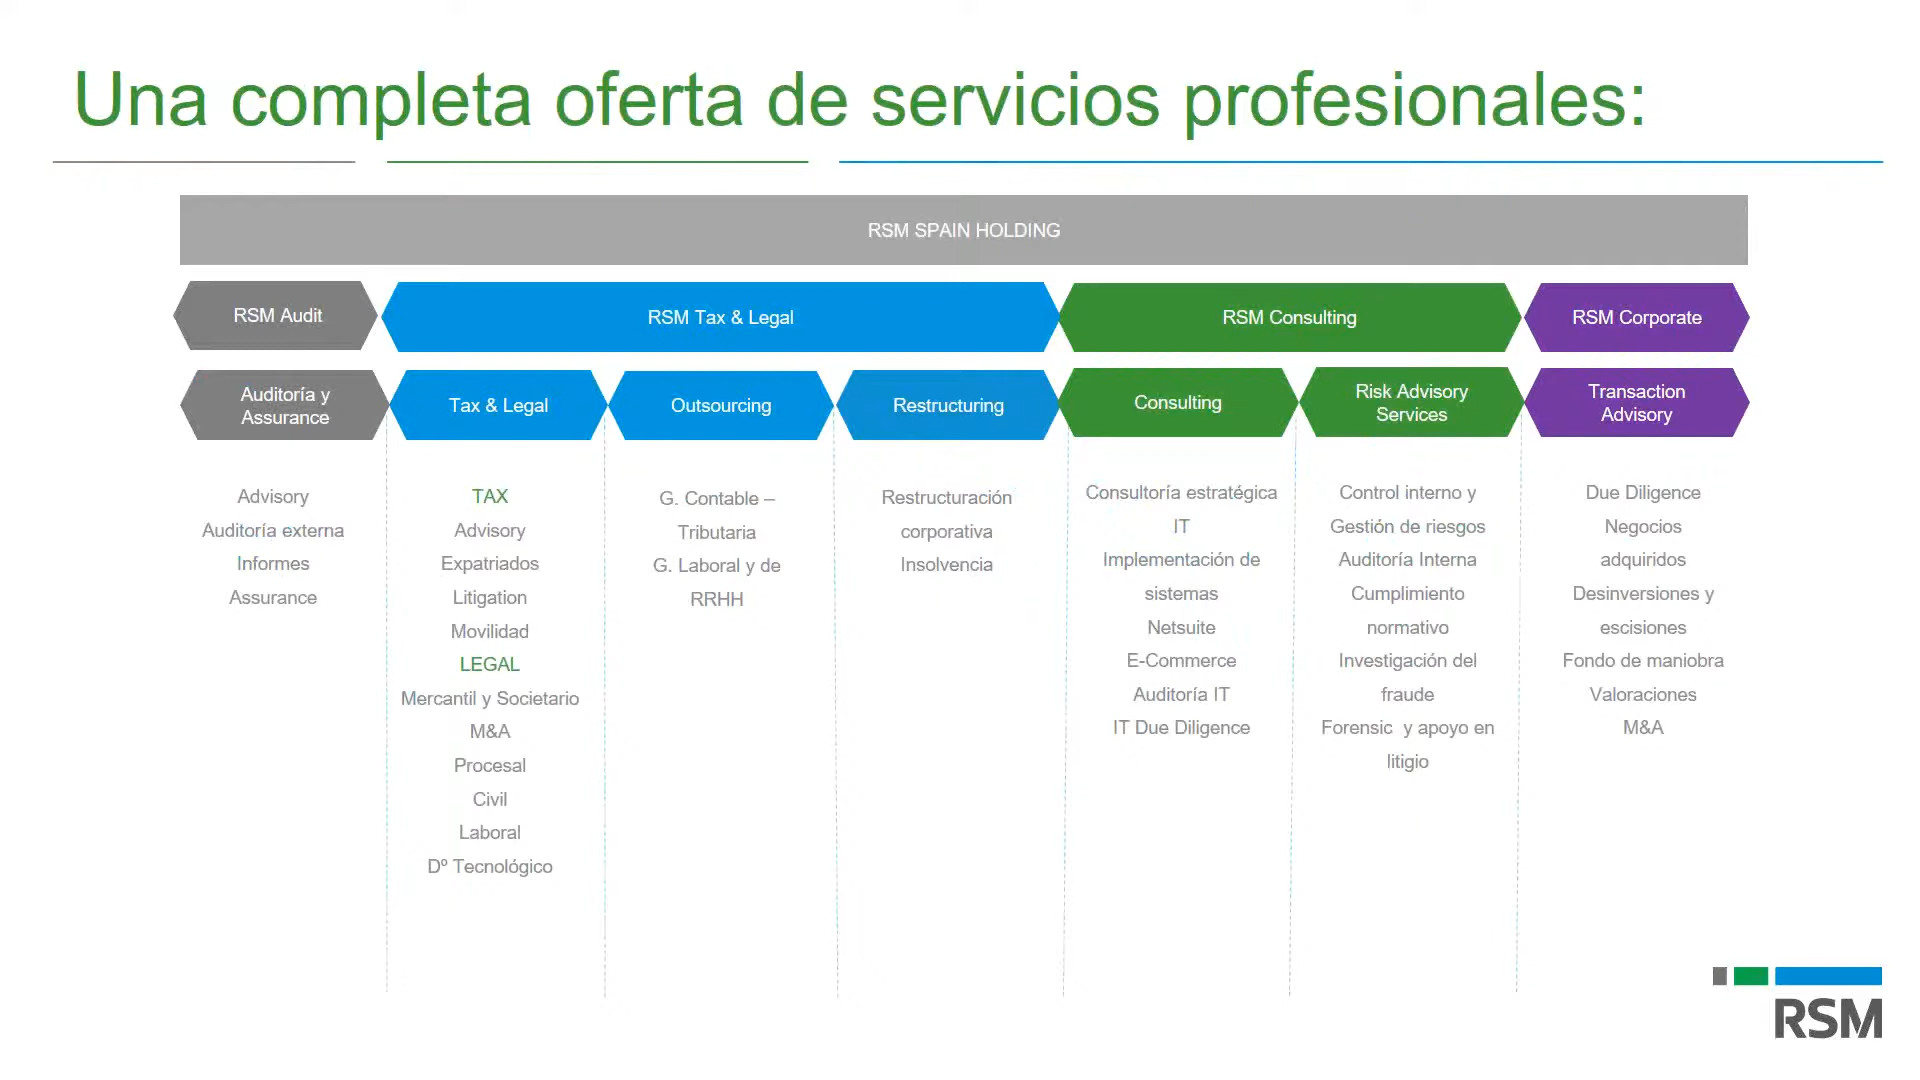 Una completa oferta de servicios profesionales:
RSM SPAIN HOLDING
RSM Audit
RSM Tax & Legal
RSM Consulting
RSM Corporate
Auditoría y
Assurance
Tax & Legal
Outsourcing
Restructuring
Consulting
Risk Advisory
Services
Transaction
Advisory
Advisory
Auditoría externa
Informes
Assurance
TAX
Advisory
Expatriados
Litigation
Movilidad
LEGAL
Mercantil y Societario
M&A
Procesal
Civil
Laboral
Dº Tecnológico
G. Contable –
Tributaria
G. Laboral y de
RRHH
Restructuración
corporativa
Insolvencia
Consultoría estratégica
IT
Implementación de
sistemas
Netsuite
E-Commerce
Auditoría IT
IT Due Diligence
Control interno y
Gestión de riesgos
Auditoría Interna
Cumplimiento
normativo
Investigación del
fraude
Forensic  y apoyo en
litigio
Due Diligence
Negocios
adquiridos
Desinversiones y
escisiones
Fondo de maniobra
Valoraciones
M&A
RSM